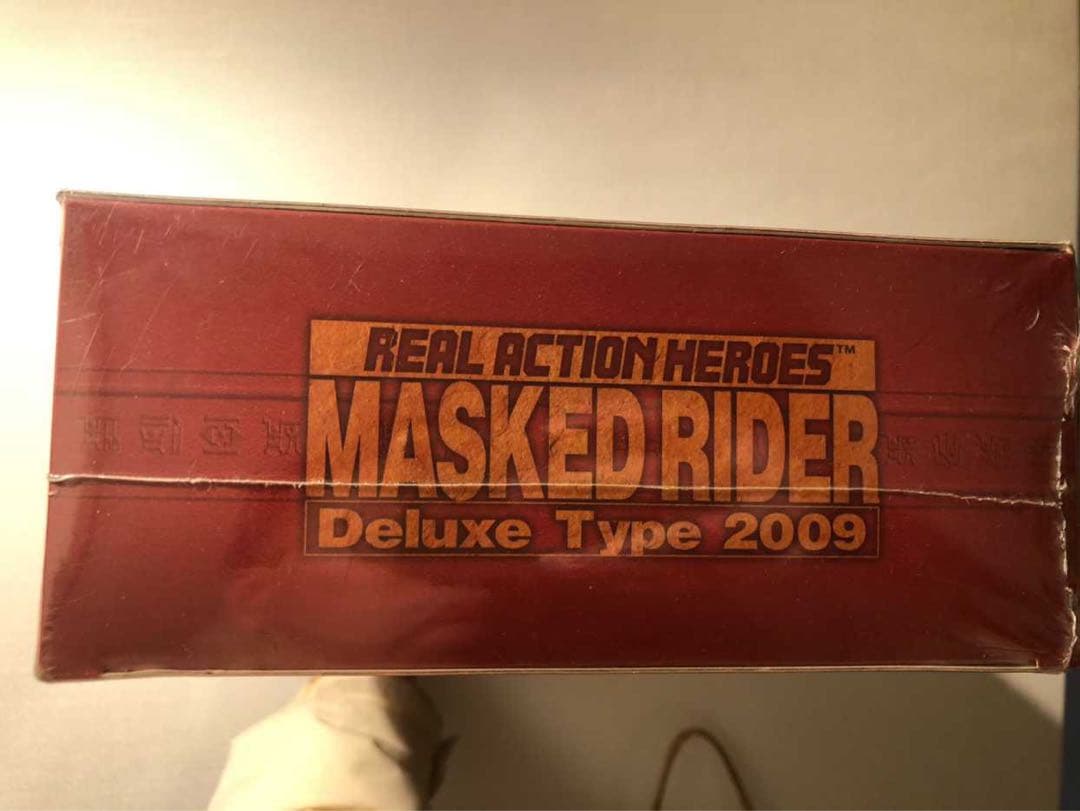 REAL ACTION HEROES™
MASKED RIDER
Deluxe Type 2009